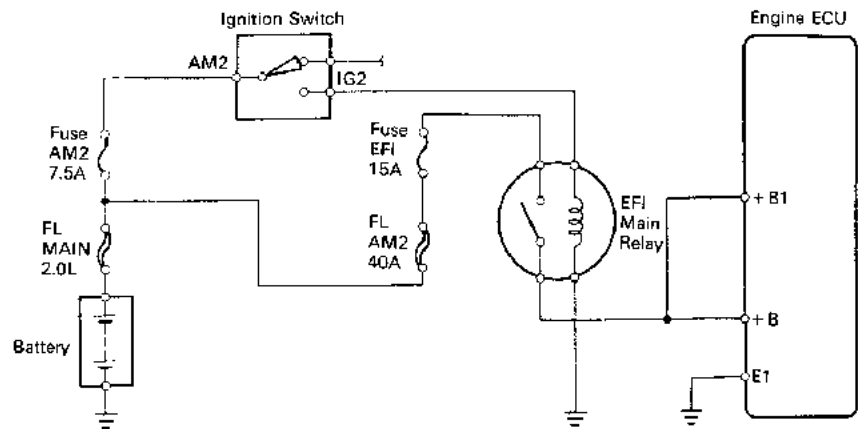 Ignition Switch
Engine ECU
AM2
IG2
Fuse
AM2
7.5A
Fuse
EFI
15A
+B1
FL
MAIN
2.0L
FL
AM2
40A
EFI
Main
Relay
+B
Battery
E1